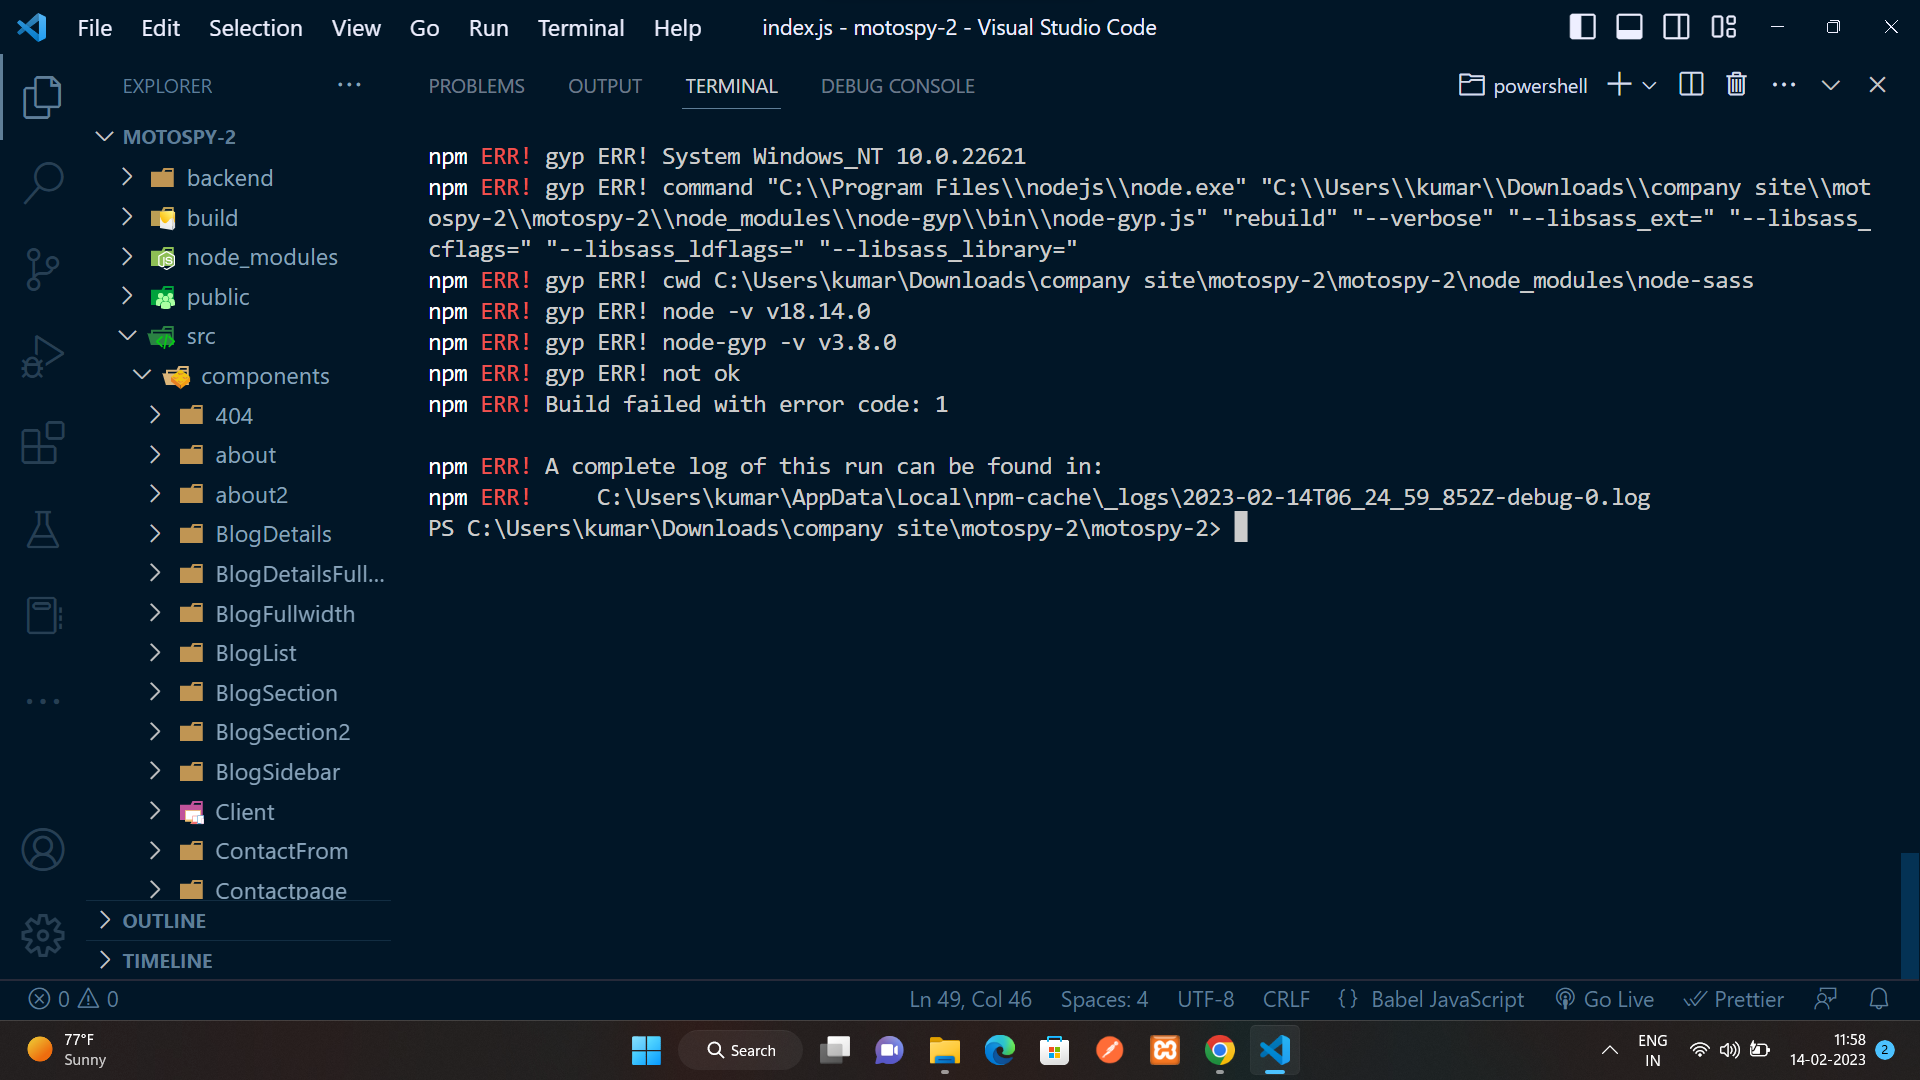 File Edit Selection View Go Run Terminal Help
index.js - motospy-2 - Visual Studio Code
EXPLORER
PROBLEMS OUTPUT TERMINAL DEBUG CONSOLE
powershell
MOTOSPY-2
backend
build
node_modules
public
src
components
404
about
about2
BlogDetails
BlogDetailsFull...
BlogFullwidth
BlogList
BlogSection
BlogSection2
BlogSidebar
Client
ContactFrom
Contactpage
OUTLINE
TIMELINE
npm ERR! gyp ERR! System Windows_NT 10.0.22621
npm ERR! gyp ERR! command "C:\\Program Files\\nodejs\\node.exe" "C:\\Users\\kumar\\Downloads\\company site\\mot
ospy-2\\motospy-2\\node_modules\\node-gyp\\bin\\node-gyp.js" "rebuild" "--verbose" "--libsass_ext=" "--libsass_
cflags=" "--libsass_ldflags=" "--libsass_library="
npm ERR! gyp ERR! cwd C:\Users\kumar\Downloads\company site\motospy-2\motospy-2\node_modules\node-sass
npm ERR! gyp ERR! node -v v18.14.0
npm ERR! gyp ERR! node-gyp -v v3.8.0
npm ERR! gyp ERR! not ok
npm ERR! Build failed with error code: 1
npm ERR! A complete log of this run can be found in:
npm ERR!     C:\Users\kumar\AppData\Local\npm-cache\_logs\2023-02-14T06_24_59_852Z-debug-0.log
PS C:\Users\kumar\Downloads\company site\motospy-2\motospy-2>
0 0
Ln 49, Col 46 Spaces: 4 UTF-8 CRLF {} Babel JavaScript Go Live Prettier
77°F
Sunny
Search
ENG
IN
11:58
14-02-2023
2